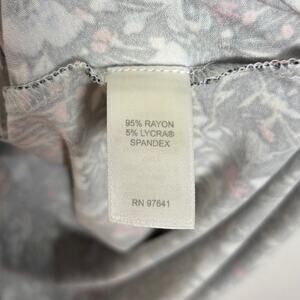 95% RAYON
5% LYCRA®
SPANDEX
RN 97641